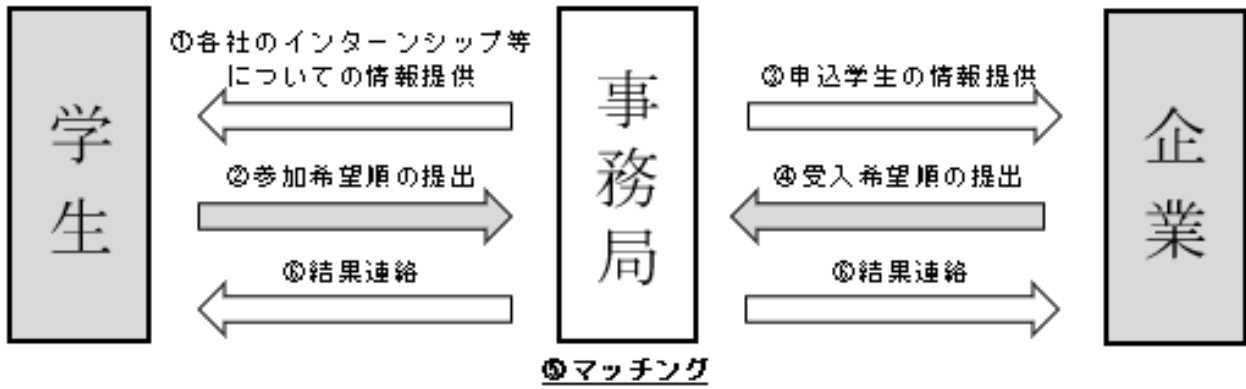 学生
①各社のインターンシップ等
についての情報提供
②参加希望順の提出
⑥結果連絡
事務局
⑤マッチング
③申込学生の情報提供
④受入希望順の提出
⑥結果連絡
企業